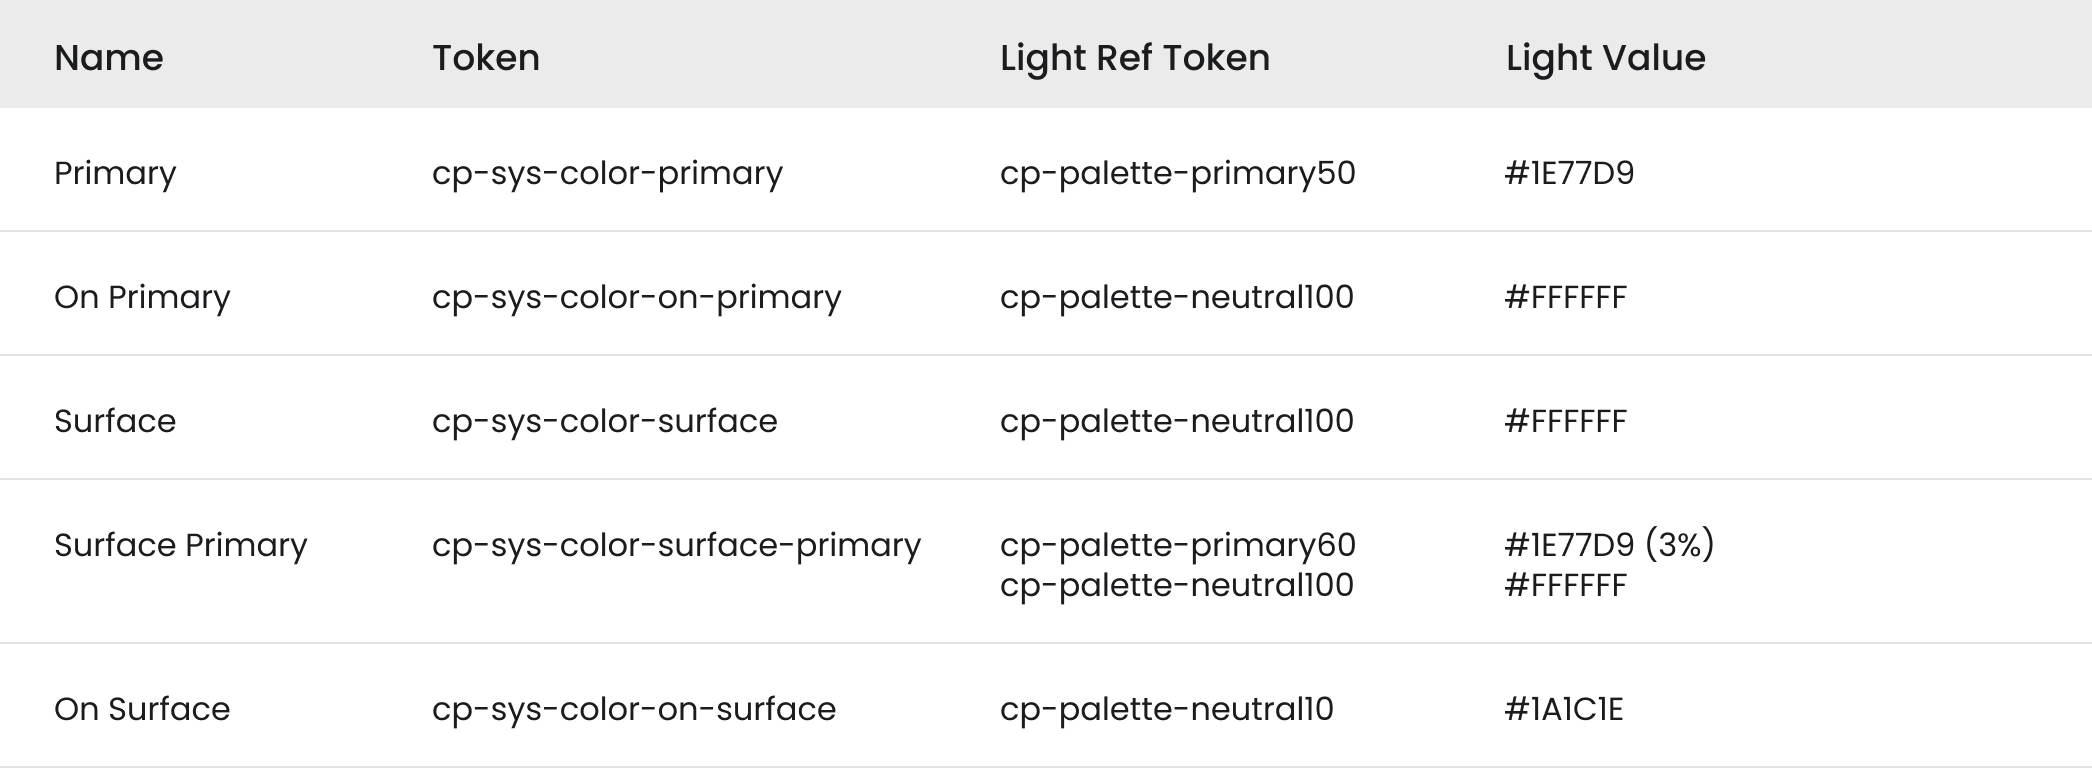 Name Token Light Ref Token Light Value
Primary cp-sys-color-primary cp-palette-primary50 #1E77D9
On Primary cp-sys-color-on-primary cp-palette-neutral100 #FFFFFF
Surface cp-sys-color-surface cp-palette-neutral100 #FFFFFF
Surface Primary cp-sys-color-surface-primary cp-palette-primary60 #1E77D9 (3%)
cp-palette-neutral100 #FFFFFF
On Surface cp-sys-color-on-surface cp-palette-neutral10 #1A1C1E